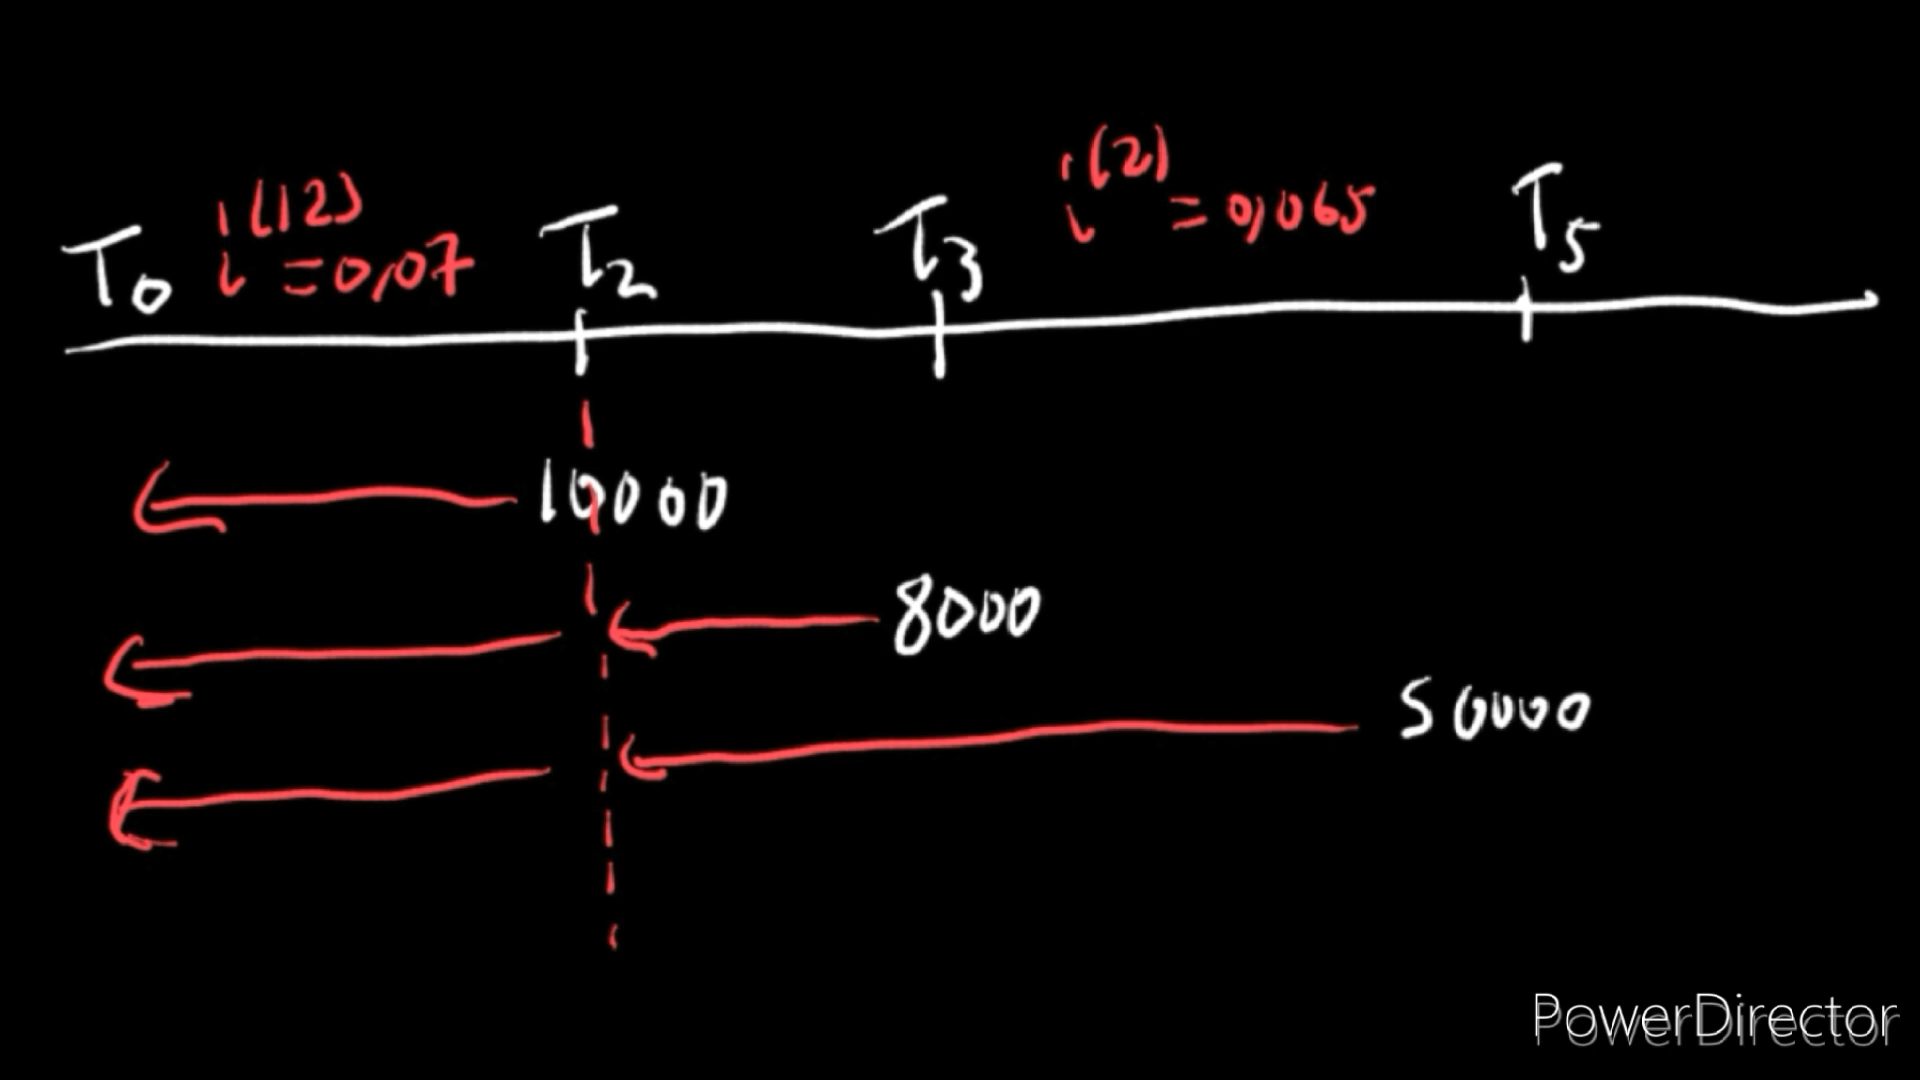 T0 i(12) = 0,07 T2 T3 i(2) = 0,065 T5
10000
8000
50000
PowerDirector